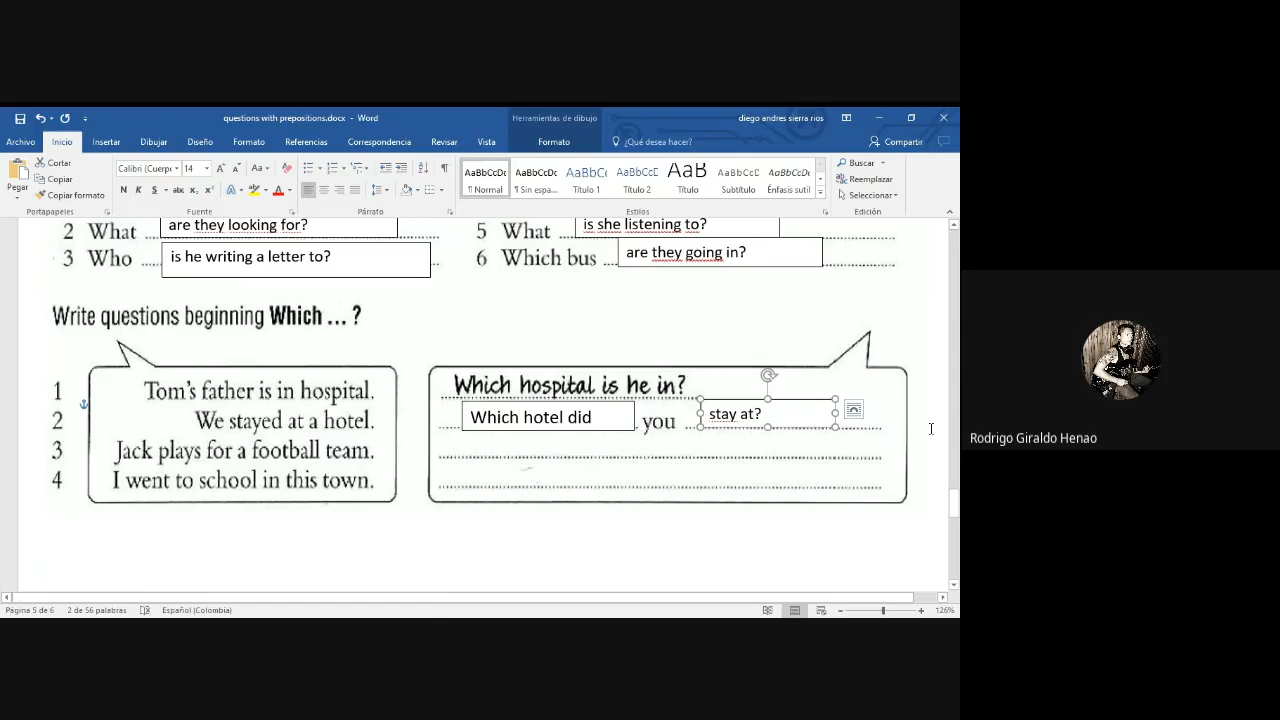 questions with prepositions.docx - Word
Herramientas de dibujo
diego andres sierra rios
Archivo Inicio Insertar Dibujar Diseño Formato Referencias Correspondencia Revisar Vista Formato ¿Qué desea hacer? Compartir
Pegar
Cortar
Copiar
Copiar formato
Portapapeles
Calibri (Cuerpo 14
Fuente
Párrafo
AaBbCcDc AaBbCcDc AaBbCc AaBbCcD AaB AaBbCcD AaBbCcDc
¶ Normal ¶ Sin espa... Título 1 Título 2 Título Subtítulo Énfasis sutil
Estilos
Buscar
Reemplazar
Seleccionar
Edición
2 What are they looking for?
5 What is she listening to?
3 Who is he writing a letter to?
6 Which bus are they going in?
Write questions beginning Which ... ?
1 Tom's father is in hospital.
Which hospital is he in?
2 We stayed at a hotel.
Which hotel did you stay at?
3 Jack plays for a football team.
4 I went to school in this town.
Rodrigo Giraldo Henao
Página 5 de 6 2 de 56 palabras Español (Colombia) 126%